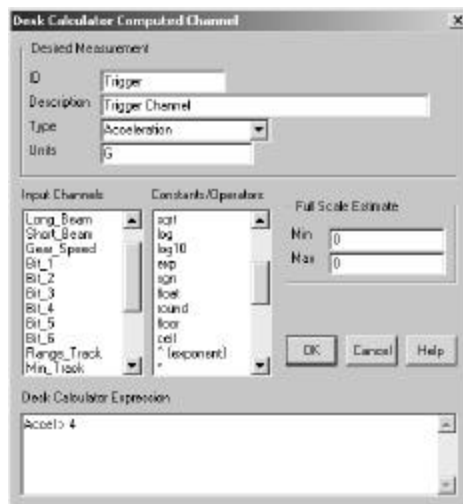 Desk Calculator Computed Channel
Desired Measurement
ID Trigger
Description Trigger Channel
Type Acceleration
Units G
Input Channels
Long_Beam
Short_Beam
Gear_Speed
Bit_1
Bit_2
Bit_3
Bit_4
Bit_5
Bit_6
Range_Track
Min_Track
Constants/Operators
sqrt
log
log10
exp
sgn
float
round
floor
ceil
^ (exponent)
*
Full Scale Estimate
Min 0
Max 0
OK Cancel Help
Desk Calculator Expression
Accel> 4